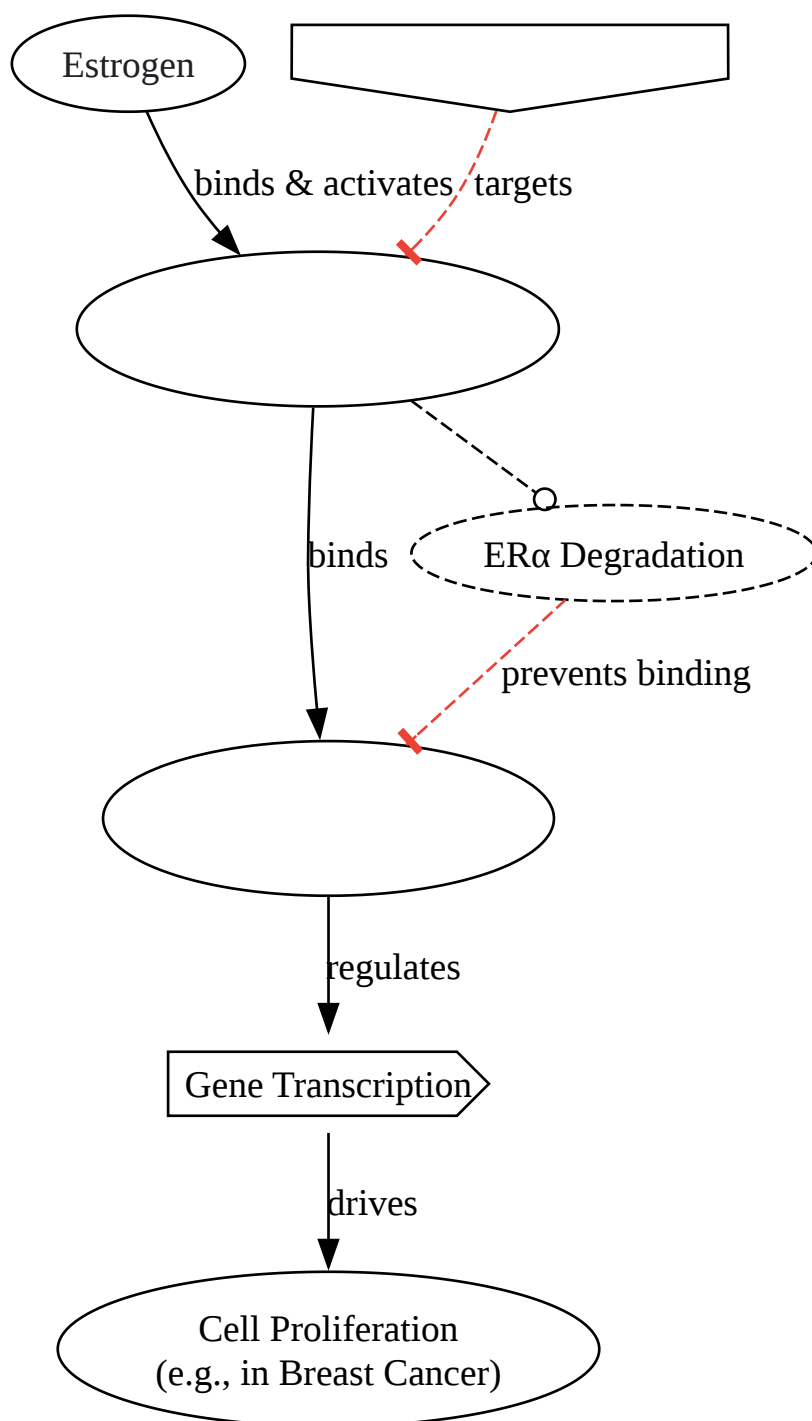 Estrogen
binds & activates
targets
binds
ERα Degradation
prevents binding
regulates
Gene Transcription
drives
Cell Proliferation
(e.g., in Breast Cancer)